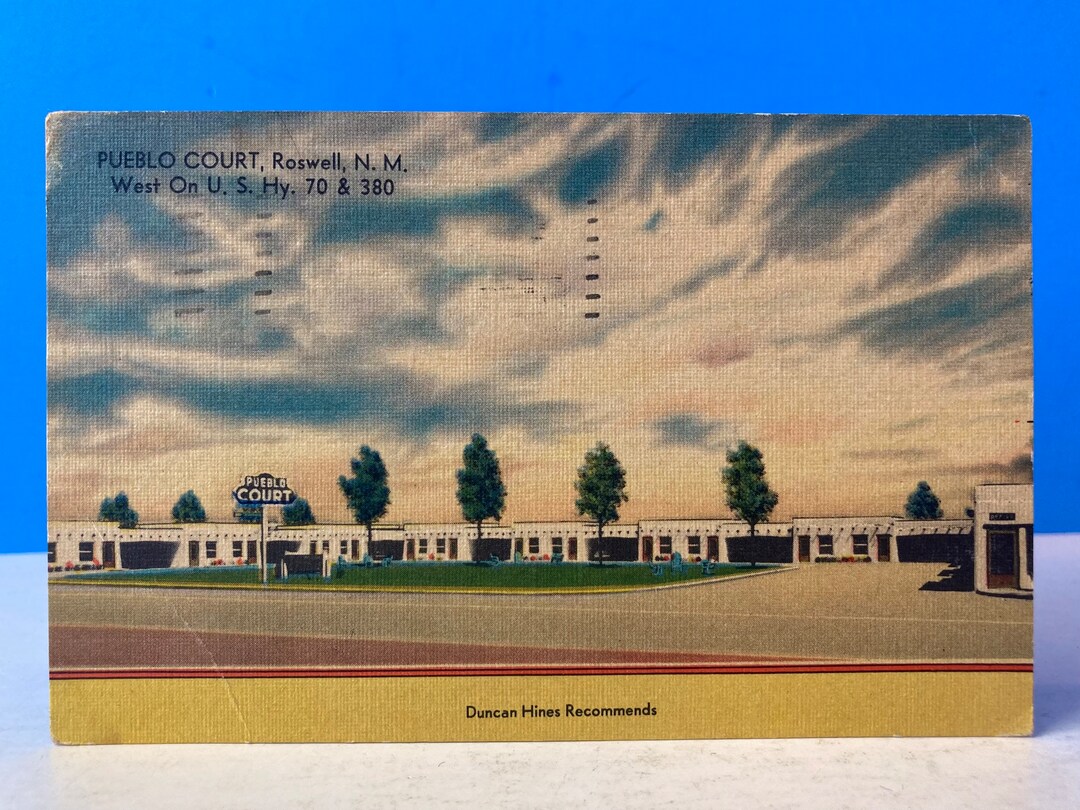 PUEBLO COURT, Roswell, N. M.
West On U. S. Hy. 70 & 380
PUEBLO
COURT
Duncan Hines Recommends